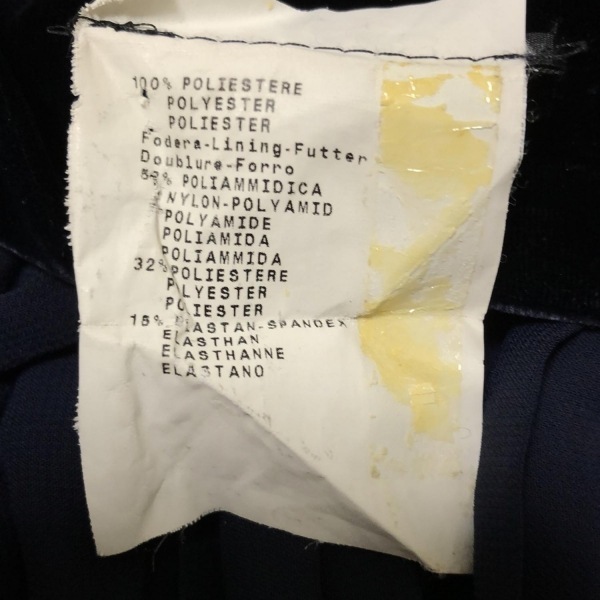 100% POLIESTERE
POLYESTER
POLIESTER
Fodera-Lining-Futter
Doublure-Forro
POLIAMMIDICA
NYLON-POLYAMID
POLYAMIDE
POLIAMIDA
POLIAMMIDA
32% POLIESTERE
POLYESTER
POLIESTER
15% ELASTAN-SPANDEX
ELASTHAN
ELASTHANNE
ELASTANO